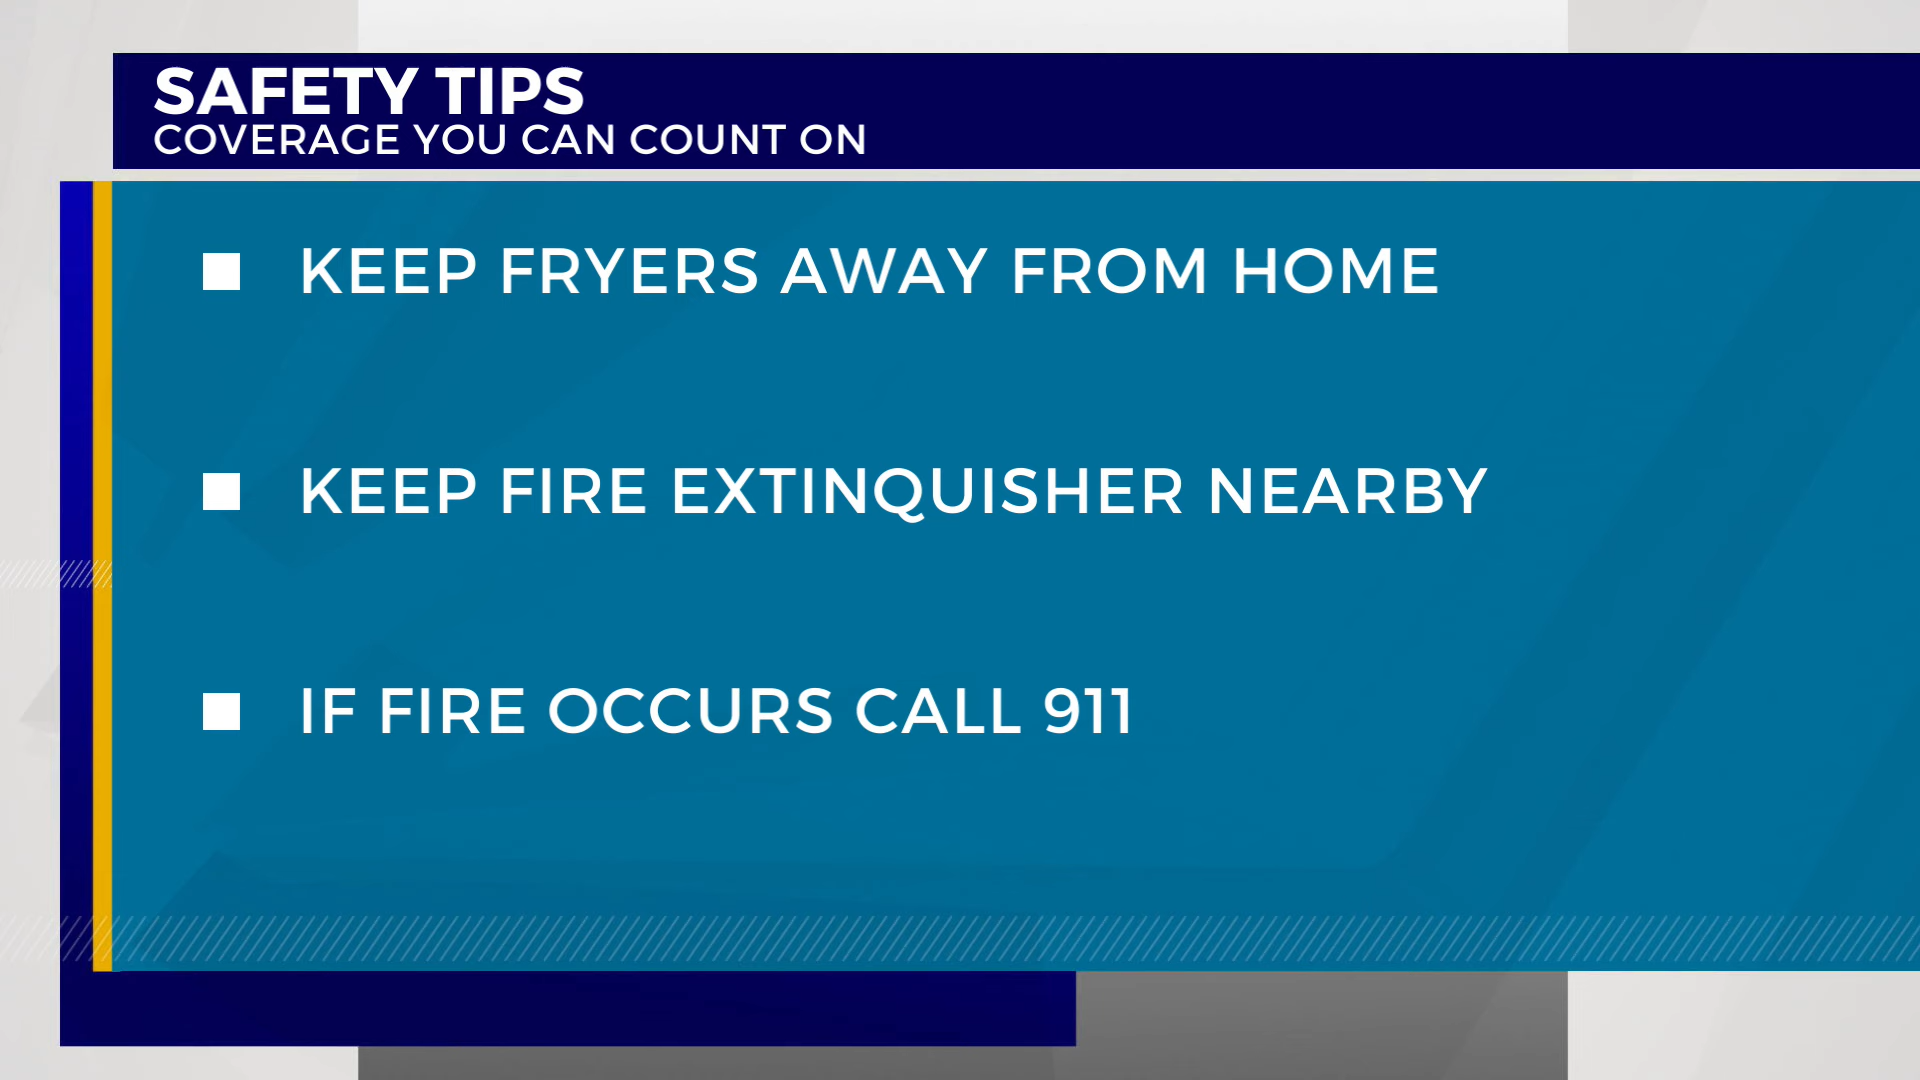 SAFETY TIPS
COVERAGE YOU CAN COUNT ON
KEEP FRYERS AWAY FROM HOME
KEEP FIRE EXTINQUISHER NEARBY
IF FIRE OCCURS CALL 911